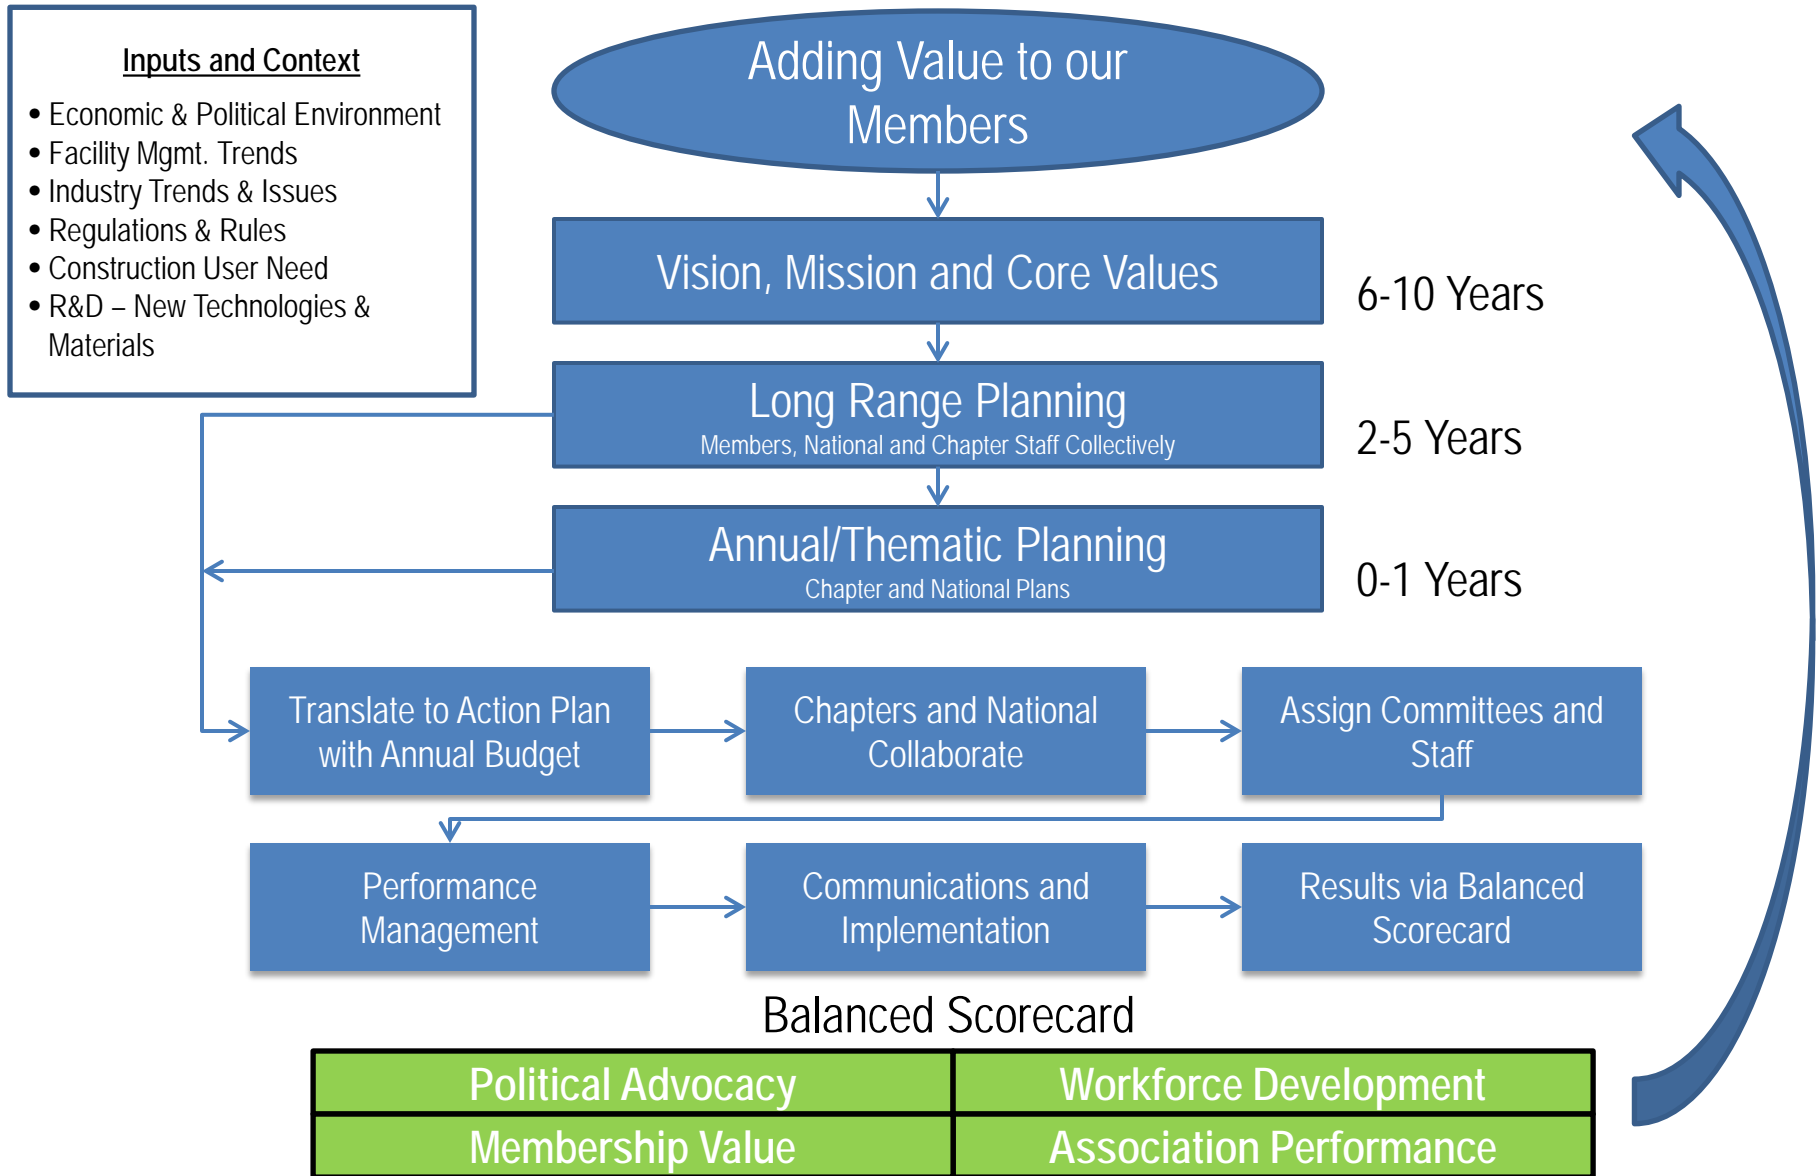 Inputs and Context
• Economic & Political Environment
• Facility Mgmt. Trends
• Industry Trends & Issues
• Regulations & Rules
• Construction User Need
• R&D – New Technologies &
Materials
Adding Value to our
Members
Vision, Mission and Core Values
6-10 Years
Long Range Planning
Members, National and Chapter Staff Collectively
2-5 Years
Annual/Thematic Planning
Chapter and National Plans
0-1 Years
Translate to Action Plan
with Annual Budget
Chapters and National
Collaborate
Assign Committees and
Staff
Performance
Management
Communications and
Implementation
Results via Balanced
Scorecard
Balanced Scorecard
Political Advocacy
Workforce Development
Membership Value
Association Performance